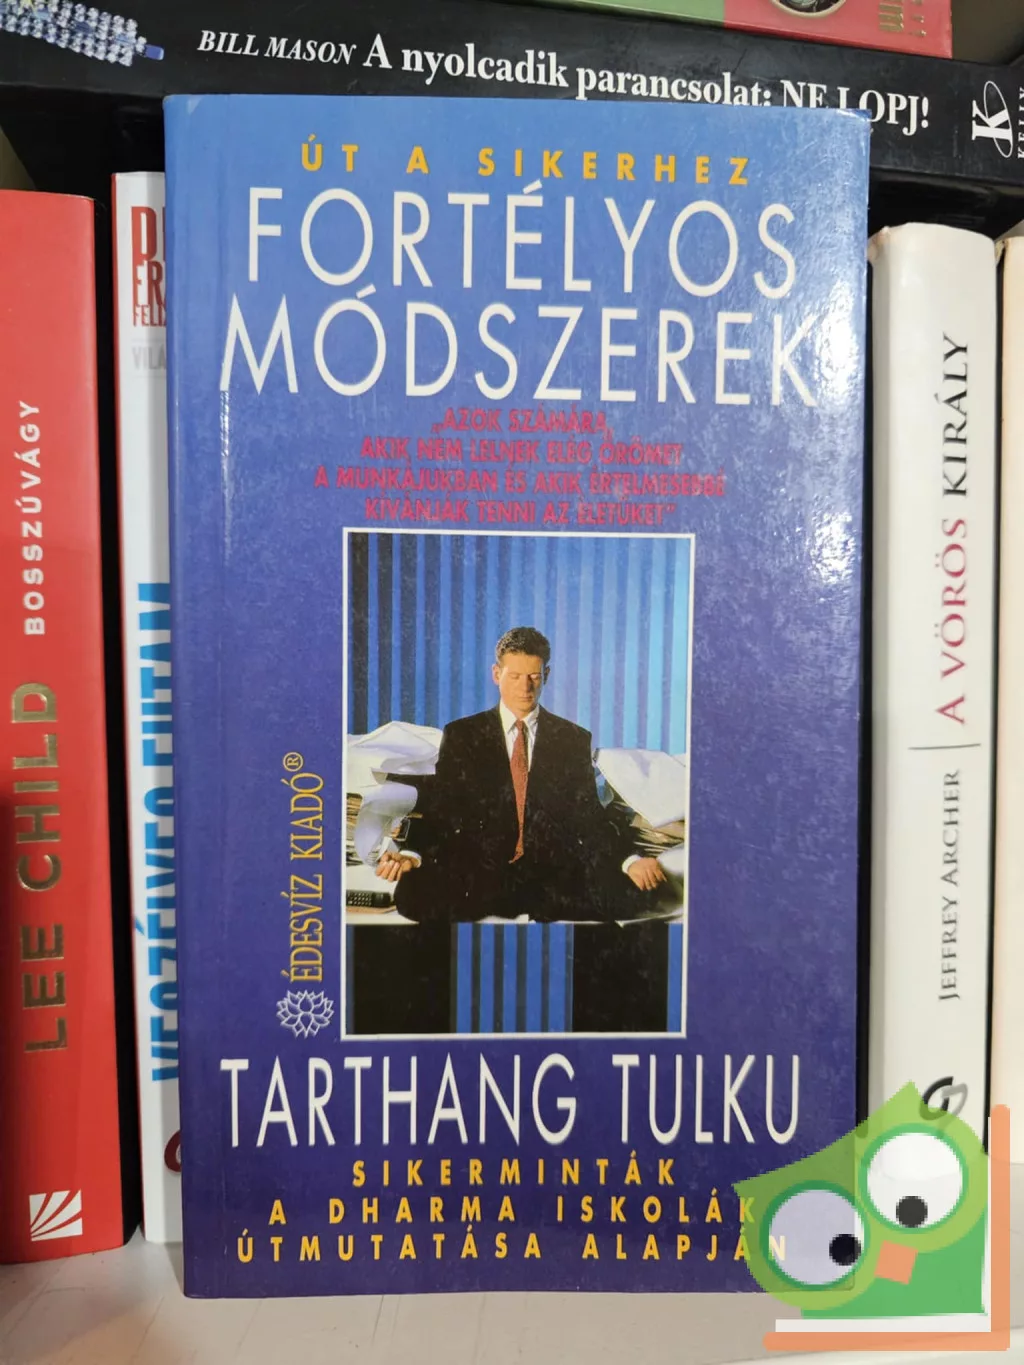 BILL MASON A nyolcadik parancsolat: NE LOPJ!
ÚT A SIKERHEZ
FORTÉLYOS
MÓDSZEREK
„AZOK SZÁMÁRA,
AKIK NEM LELNEK ELÉG ÖRÖMET
A MUNKÁJUKBAN ÉS AKIK ÉRTELMESEBBÉ
KÍVÁNJÁK TENNI AZ ÉLETÜKET"
ÉDESVÍZ KIADÓ®
TARTHANG TULKU
SIKERMINTÁK
A DHARMA ISKOLÁK
ÚTMUTATÁSA ALAPJÁN
LEE CHILD BOSSZÚVÁGY
JEFFREY ARCHER | A VÖRÖS KIRÁLY